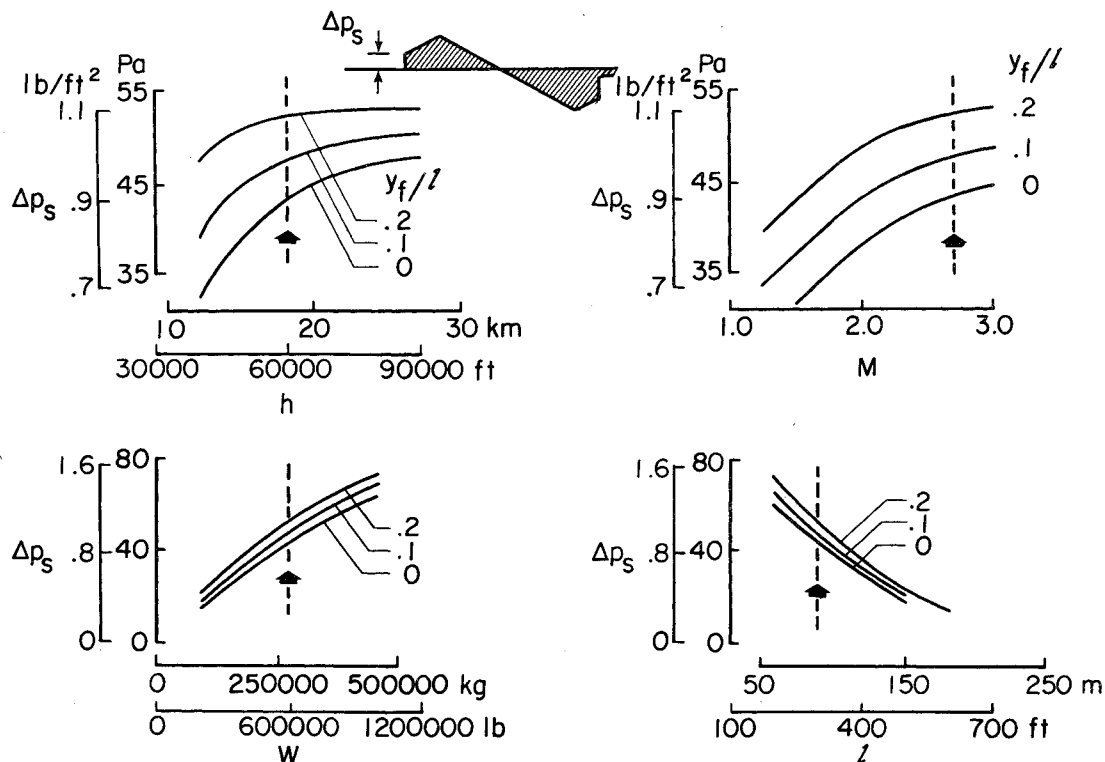 Δp_s
lb/ft² Pa
55
1.1
45
Δp_s .9
35
.7
y_f/l
.2
.1
0
10 20 30 km
30000 60000 90000 ft
h
55
1.1
45
Δp_s .9
35
.7
y_f/l
.2
.1
0
1.0 2.0 3.0
M
1.6 80
Δp_s .8 40
0 0
.2
.1
0
0 250000 500000 kg
0 600000 1200000 lb
W
1.6 80
Δp_s .8 40
0 0
.2
.1
0
50 150 250 m
100 400 700 ft
l